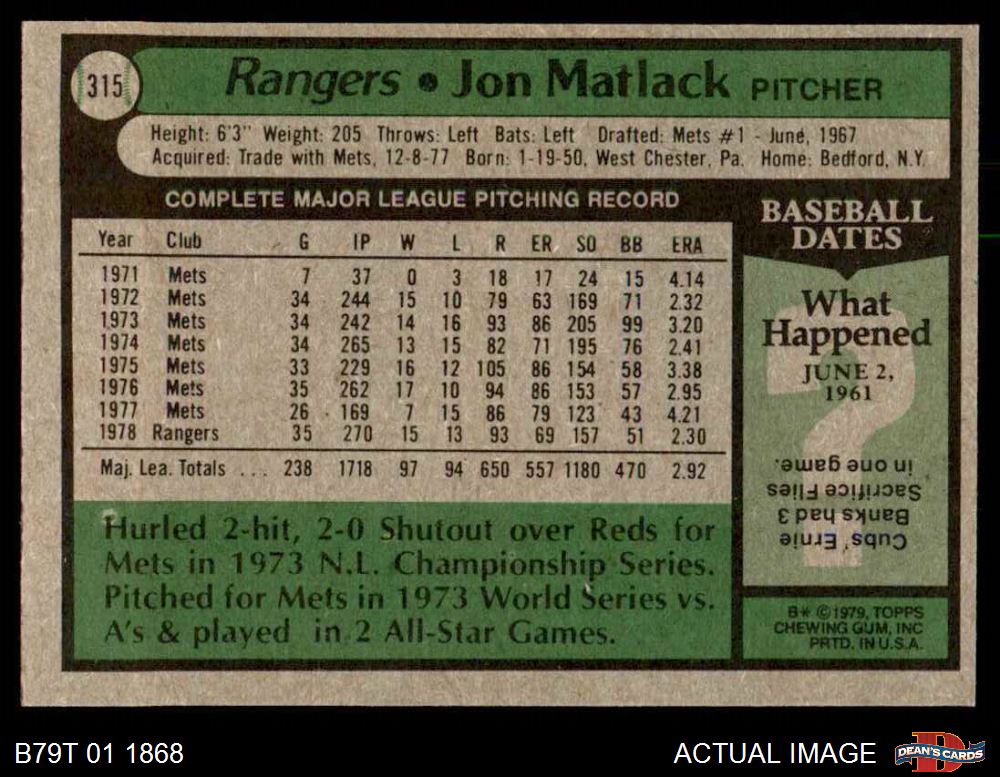 315
Rangers • Jon Matlack PITCHER
Height: 6'3" Weight: 205 Throws: Left Bats: Left Drafted: Mets #1 - June, 1967
Acquired: Trade with Mets, 12-8-77 Born: 1-19-50, West Chester, Pa. Home: Bedford, N.Y.
COMPLETE MAJOR LEAGUE PITCHING RECORD
Year Club G IP W L R ER SO BB ERA
1971 Mets 7 37 0 3 18 17 24 15 4.14
1972 Mets 34 244 15 10 79 63 169 71 2.32
1973 Mets 34 242 14 16 93 86 205 99 3.20
1974 Mets 34 265 13 15 82 71 195 76 2.41
1975 Mets 33 229 16 12 105 86 154 58 3.38
1976 Mets 35 262 17 10 94 86 153 57 2.95
1977 Mets 26 169 7 15 86 79 123 43 4.21
1978 Rangers 35 270 15 13 93 69 157 51 2.30
Maj. Lea. Totals ... 238 1718 97 94 650 557 1180 470 2.92
Hurled 2-hit, 2-0 Shutout over Reds for
Mets in 1973 N.L. Championship Series.
Pitched for Mets in 1973 World Series vs.
A's & played in 2 All-Star Games.
BASEBALL
DATES
What
Happened
JUNE 2,
1961
?
Cubs' Ernie
Banks had 3
Sacrifice Flies
in one game.
B* © 1979, TOPPS
CHEWING GUM, INC
PRTD. IN U.S.A.
B79T 01 1868
ACTUAL IMAGE
D
DEAN'S CARDS